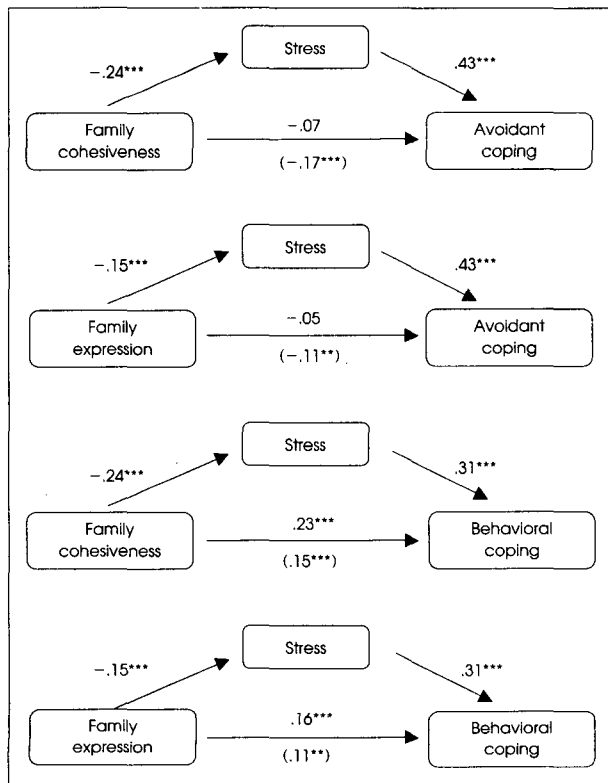 Stress
−.24***
.43***
Family
cohesiveness
−.07
(−.17***)
Avoidant
coping
Stress
−.15***
.43***
Family
expression
−.05
(−.11**)
Avoidant
coping
Stress
−.24***
.31***
Family
cohesiveness
.23***
(.15***)
Behavioral
coping
Stress
−.15***
.31***
Family
expression
.16***
(.11**)
Behavioral
coping